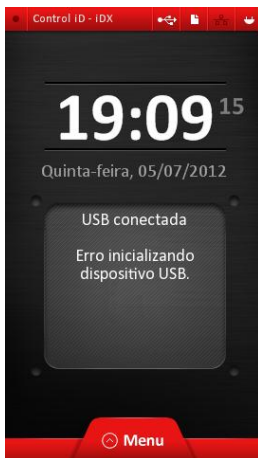 Control iD - iDX
19:09 15
Quinta-feira, 05/07/2012
USB conectada
Erro inicializando
dispositivo USB.
Menu